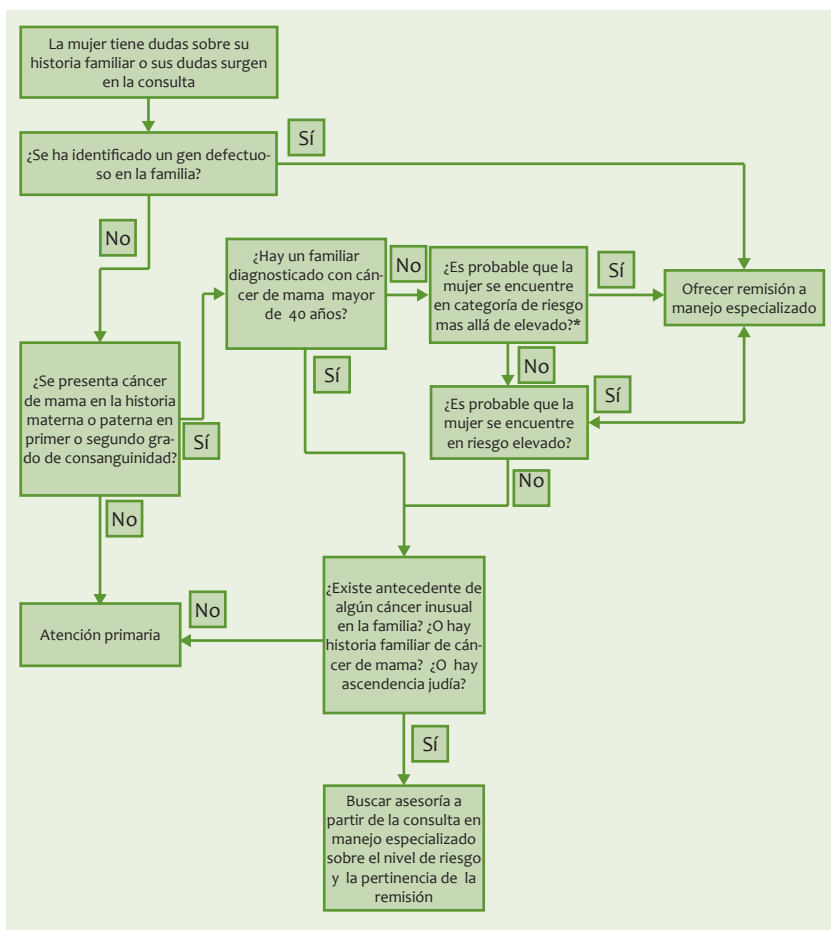 La mujer tiene dudas sobre su
historia familiar o sus dudas surgen
en la consulta
Sí
¿Se ha identificado un gen defectuo-
so en la familia?
No
¿Hay un familiar
diagnosticado con cán-
cer de mama mayor
de 40 años?
No
¿Es probable que la
mujer se encuentre
en categoría de riesgo
mas allá de elevado?*
Sí
Ofrecer remisión a
manejo especializado
¿Se presenta cáncer
de mama en la historia
materna o paterna en
primer o segundo gra-
do de consanguinidad?
Sí
Sí
No
¿Es probable que la
mujer se encuentre
en riesgo elevado?
Sí
No
No
Atención primaria
No
¿Existe antecedente de
algún cáncer inusual
en la familia? ¿O hay
historia familiar de cán-
cer de mama? ¿O hay
ascendencia judía?
Sí
Buscar asesoría a
partir de la consulta en
manejo especializado
sobre el nivel de riesgo
y la pertinencia de la
remisión